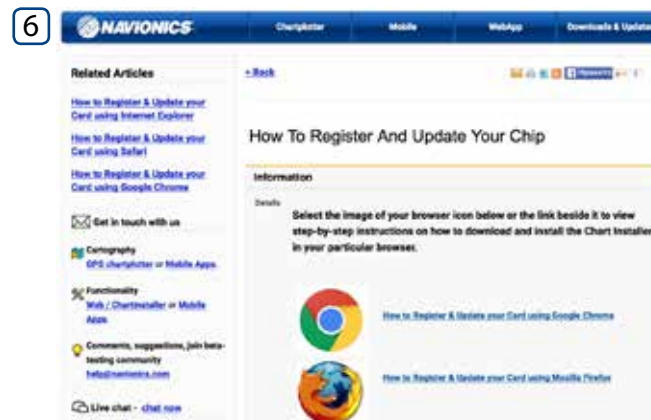 6
NAVIONICS
Chartplotter Mobile WebApp Downloads & Updates
Related Articles
How to Register & Update your
Card using Internet Explorer
How to Register & Update your
Card using Safari
How to Register & Update your
Card using Google Chrome
Get in touch with us
Cartography
GPS chartplotter or Mobile Apps
Functionality
Web / Chartinstaller or Mobile
Apps
Comments, suggestions, join beta-
testing community
help@navionics.com
Live chat - chat now
< Back
How To Register And Update Your Chip
Information
Details
Select the image of your browser icon below or the link beside it to view
step-by-step instructions on how to download and install the Chart Installer
in your particular browser.
How to Register & Update your Card using Google Chrome
How to Register & Update your Card using Mozilla Firefox